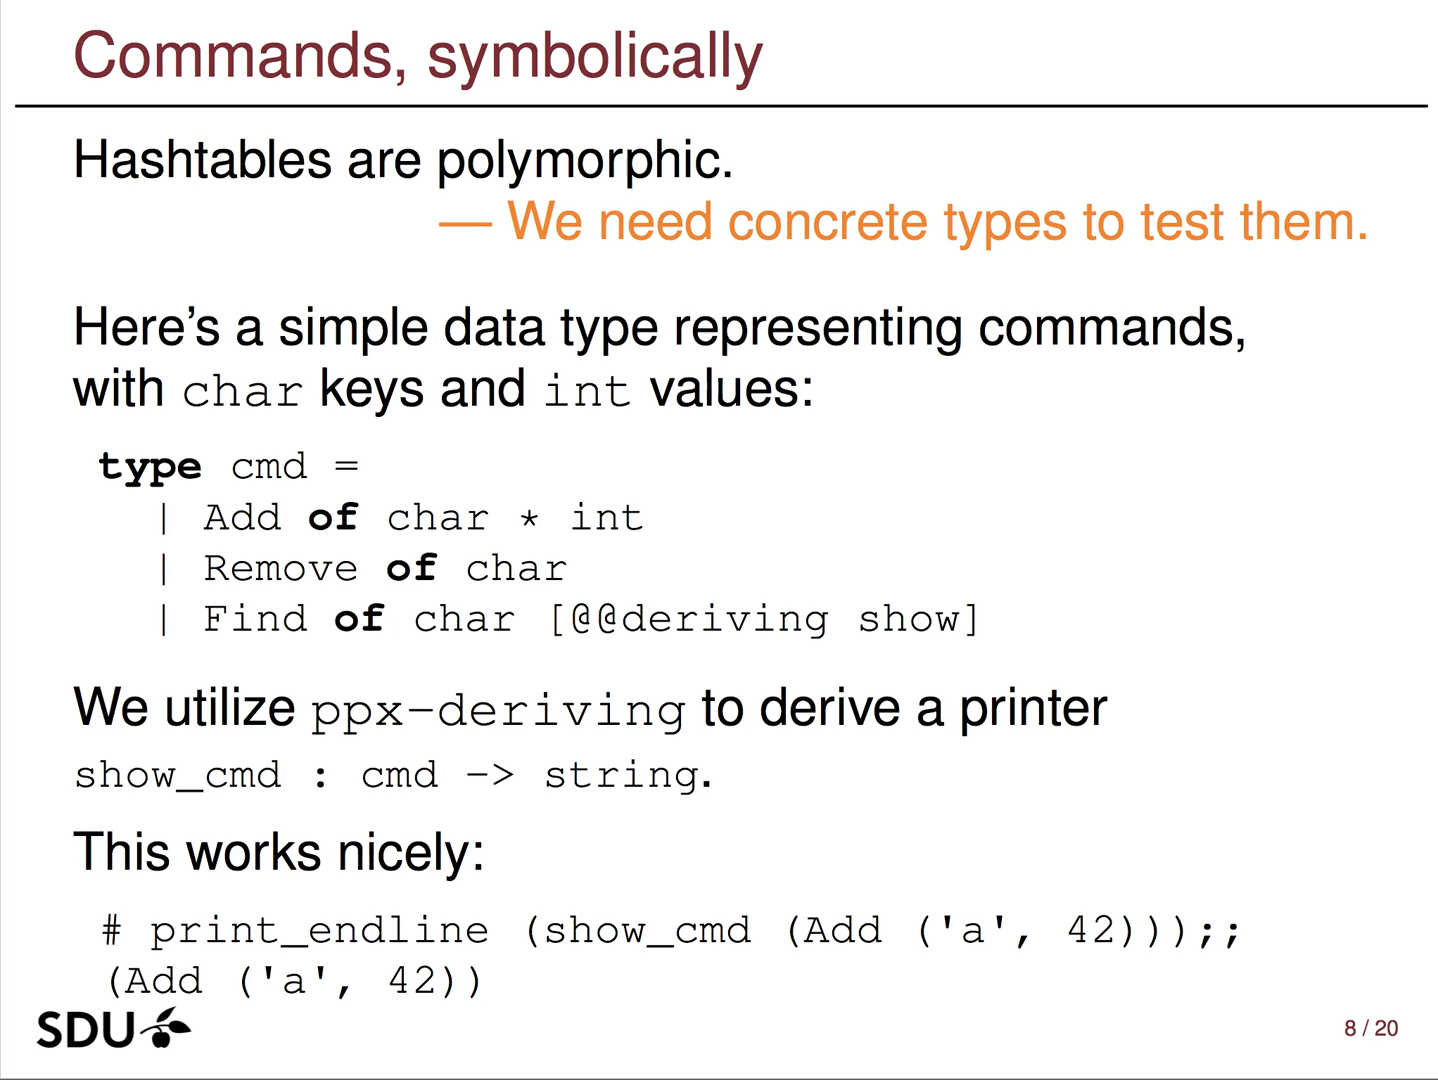 Commands, symbolically
Hashtables are polymorphic.
— We need concrete types to test them.
Here’s a simple data type representing commands,
with char keys and int values:
type cmd =
| Add of char * int
| Remove of char
| Find of char [@@deriving show]
We utilize ppx-deriving to derive a printer
show_cmd : cmd -> string.
This works nicely:
# print_endline (show_cmd (Add ('a', 42)));;
(Add ('a', 42))
SDU
8 / 20